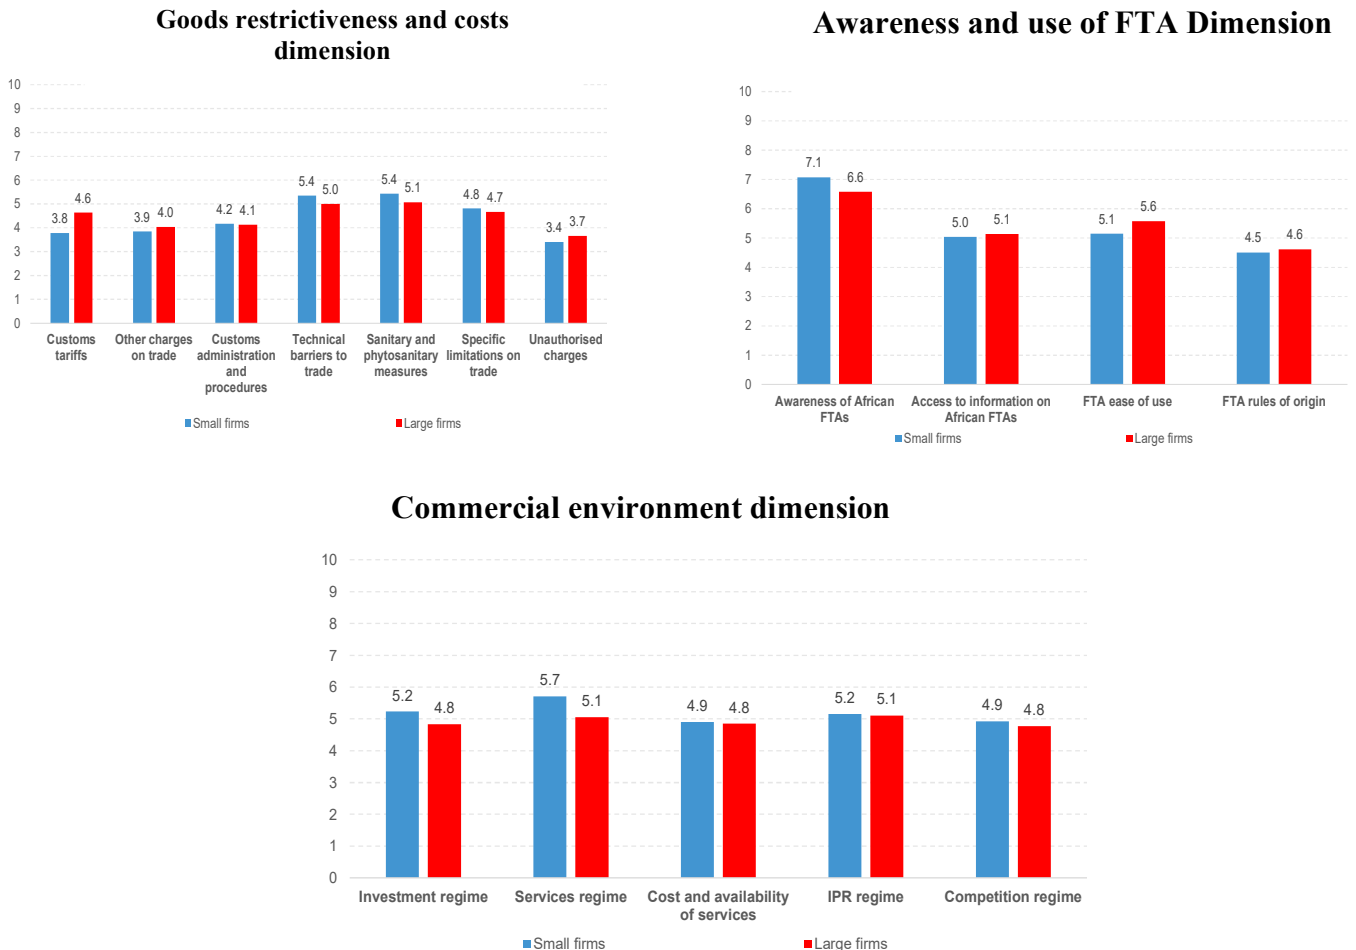 Goods restrictiveness and costs
dimension
10
9
8
7
6
5
4
3
2
1
0
3.8
4.6
3.9
4.0
4.2
4.1
5.4
5.0
5.4
5.1
4.8
4.7
3.4
3.7
Customs
tariffs
Other charges
on trade
Customs
administration
and
procedures
Technical
barriers to
trade
Sanitary and
phytosanitary
measures
Specific
limitations on
trade
Unauthorised
charges
Small firms
Large firms
Awareness and use of FTA Dimension
10
9
8
7
6
5
4
3
2
1
0
7.1
6.6
5.0
5.1
5.1
5.6
4.5
4.6
Awareness of African
FTAs
Access to information on
African FTAs
FTA ease of use
FTA rules of origin
Small firms
Large firms
Commercial environment dimension
10
9
8
7
6
5
4
3
2
1
0
5.2
4.8
5.7
5.1
4.9
4.8
5.2
5.1
4.9
4.8
Investment regime
Services regime
Cost and availability
of services
IPR regime
Competition regime
Small firms
Large firms